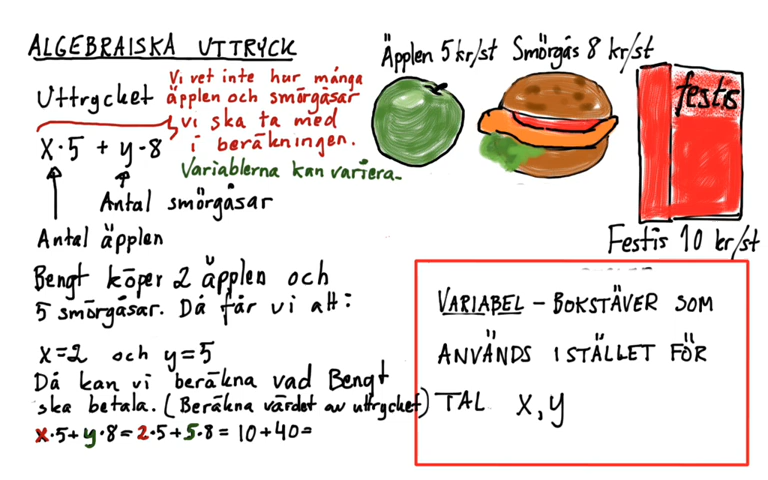 ALGEBRAISKA UTTRYCK
Äpplen 5 kr/st Smörgås 8 kr/st
Uttrycket
Vi vet inte hur många
äpplen och smörgåsar
vi ska ta med
i beräkningen.
Variablerna kan variera.
x·5 + y·8
Antal smörgåsar
Antal äpplen
festis
Festis 10 kr/st
Bengt köper 2 äpplen och
5 smörgåsar. Då får vi att:
x=2 och y=5
Då kan vi beräkna vad Bengt
ska betala. (Beräkna värdet av uttrycket)
x·5+y·8=2·5+5·8=10+40=
VARIABEL – BOKSTÄVER SOM
ANVÄNDS ISTÄLLET FÖR
TAL X, Y